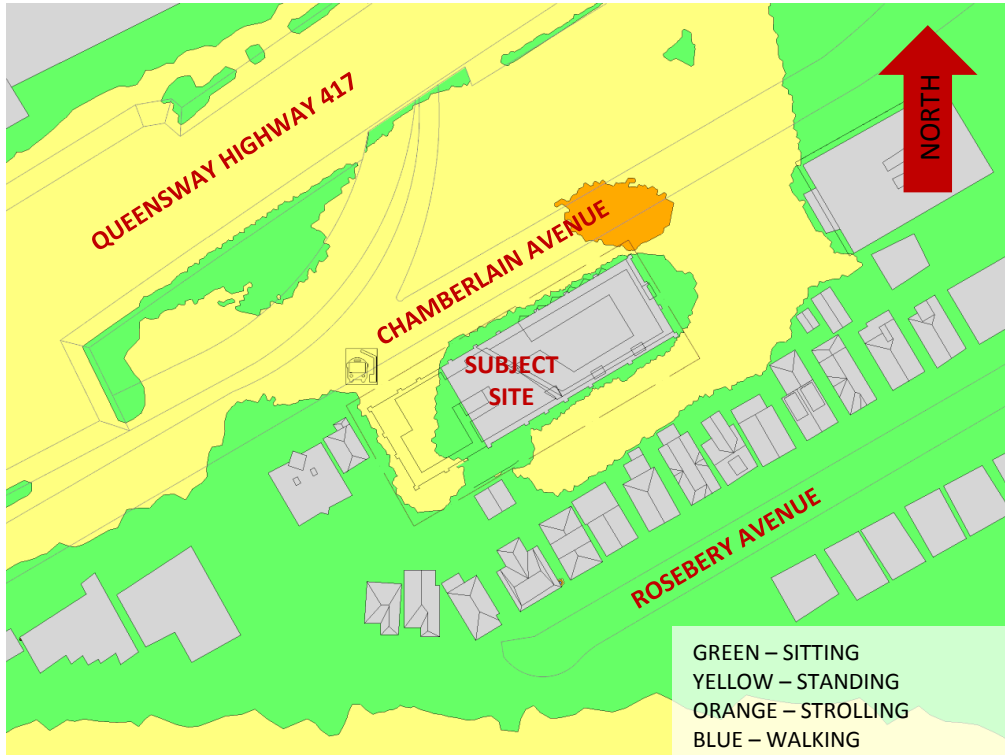 QUEENSWAY HIGHWAY 417
NORTH
CHAMBERLAIN AVENUE
SUBJECT
SITE
ROSEBERY AVENUE
GREEN – SITTING
YELLOW – STANDING
ORANGE – STROLLING
BLUE – WALKING